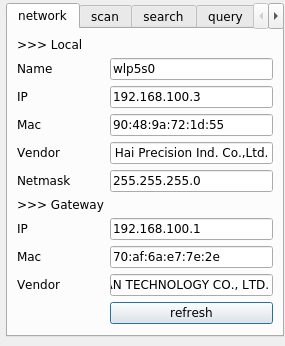 network scan search query
>>> Local
Name wlp5s0
IP 192.168.100.3
Mac 90:48:9a:72:1d:55
Vendor Hai Precision Ind. Co.,Ltd.
Netmask 255.255.255.0
>>> Gateway
IP 192.168.100.1
Mac 70:af:6a:e7:7e:2e
Vendor AN TECHNOLOGY CO., LTD.
refresh